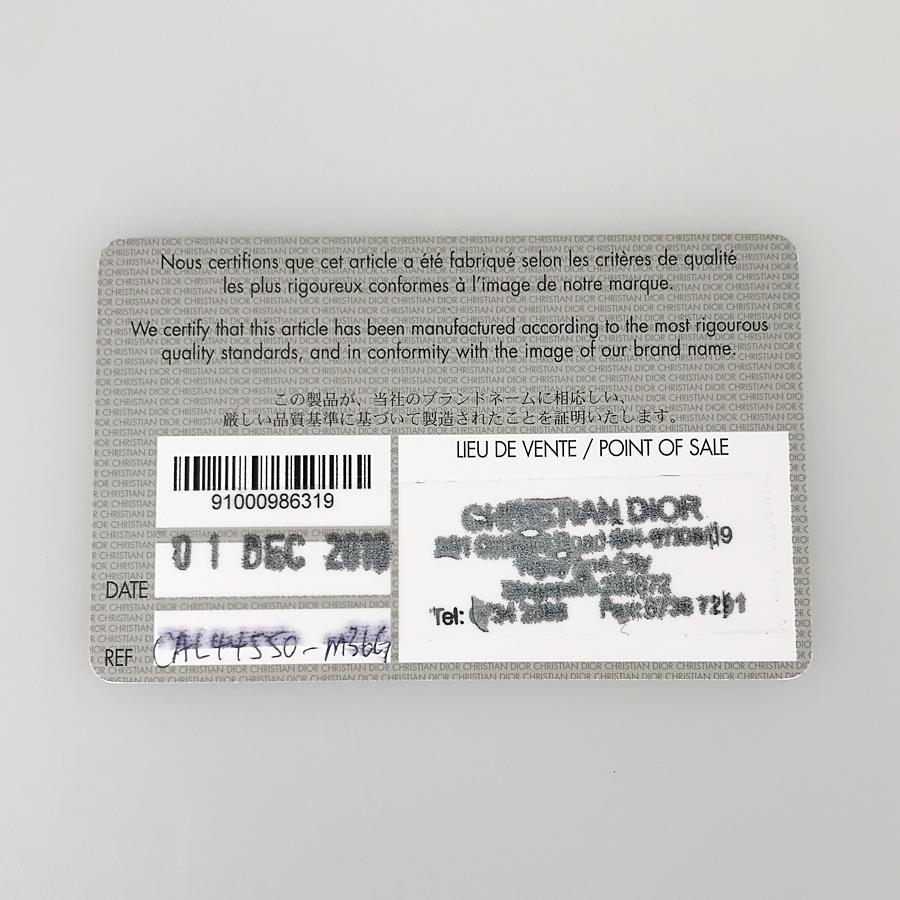 Nous certifions que cet article a été fabriqué selon les critères de qualité
les plus rigoureux conformes à l'image de notre marque.
We certify that this article has been manufactured according to the most rigourous
quality standards, and in conformity with the image of our brand name.
この製品が、当社のブランドネームに相応しい、
厳しい品質基準に基づいて製造されたことを証明いたします。
91000986319
LIEU DE VENTE / POINT OF SALE
CHRISTIAN DIOR
Tel:
DATE 01 DEC
REF CAL44550-M36G